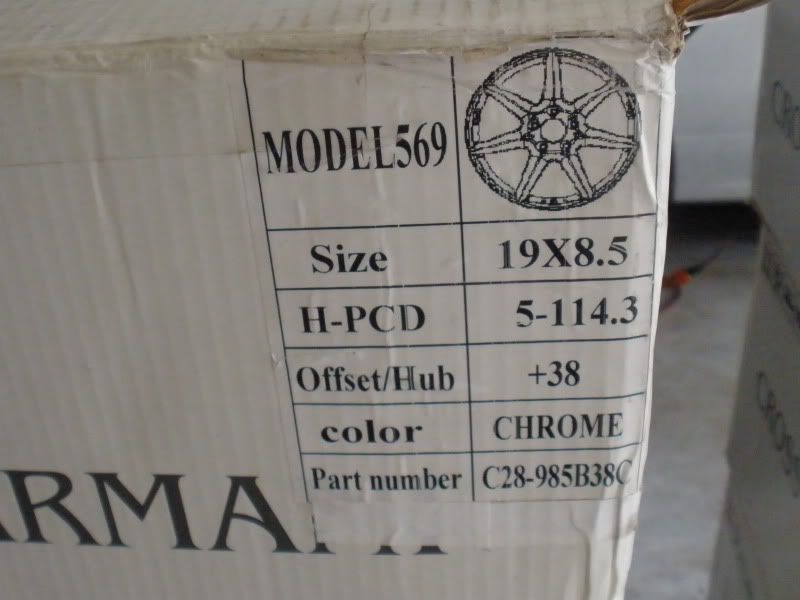 MODEL569
Size 19X8.5
H-PCD 5-114.3
Offset/Hub +38
color CHROME
Part number C28-985B38C